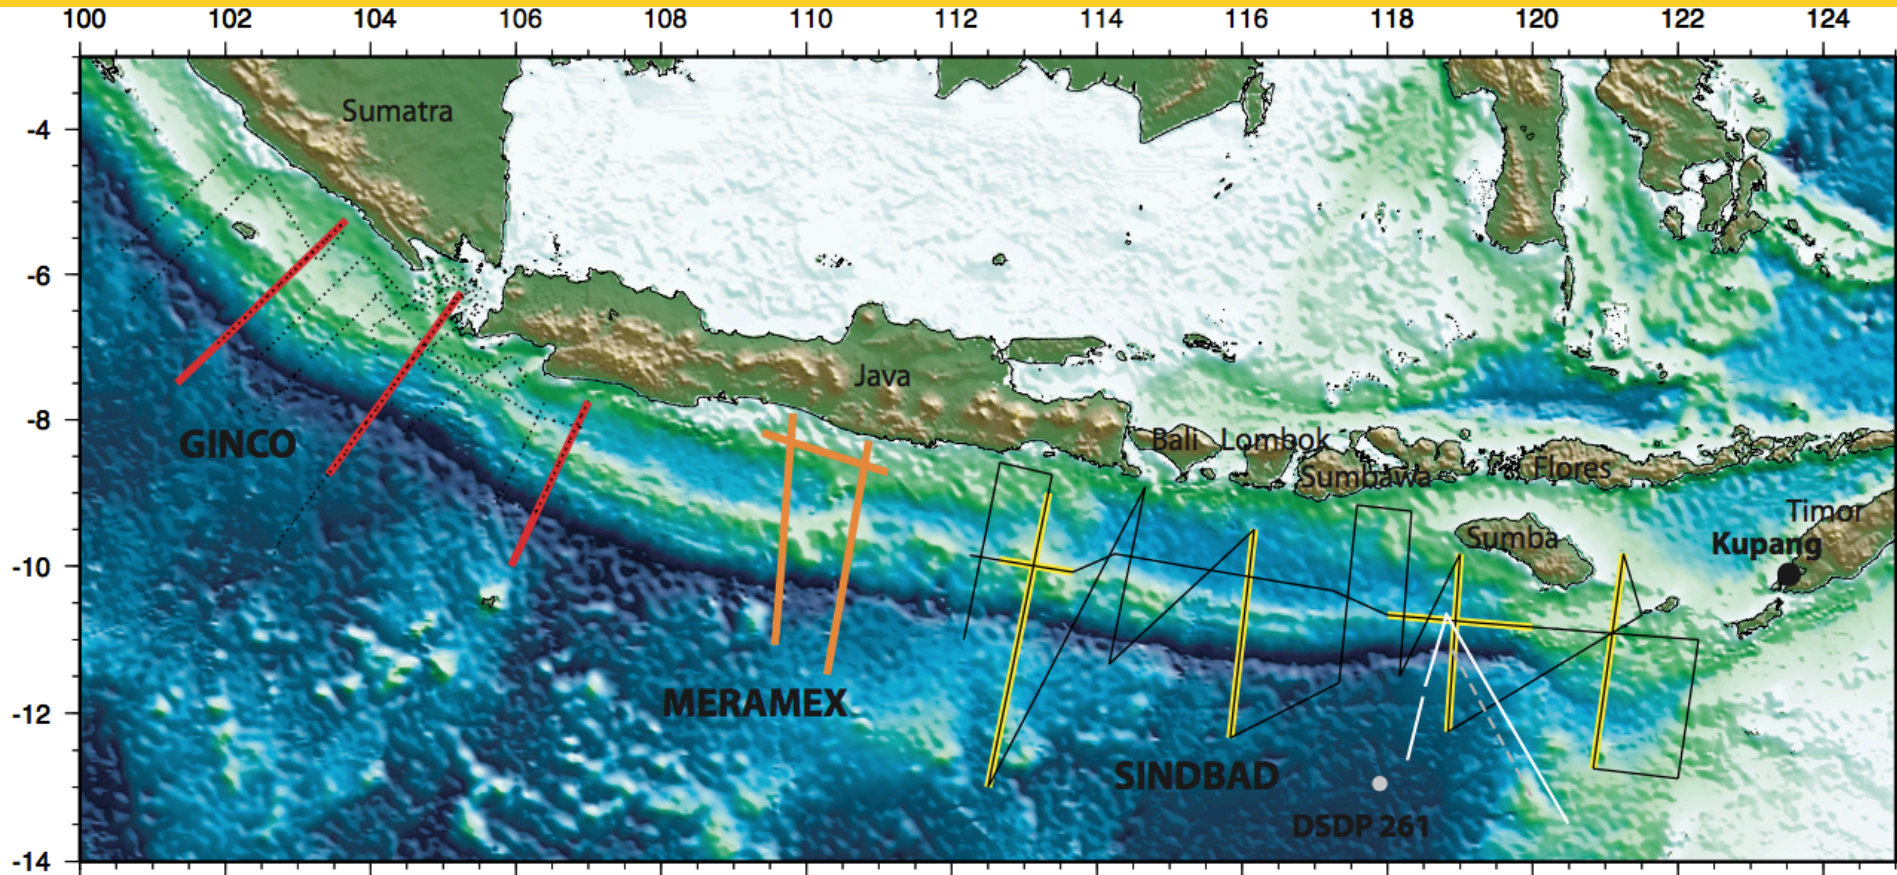 100 102 104 106 108 110 112 114 116 118 120 122 124
Sumatra
-4
-6
Java
-8
GINCO
Bali Lombok
Sumbawa
Flores
Timor
Sumba
Kupang
-10
MERAMEX
-12
SINDBAD
DSDP 261
-14